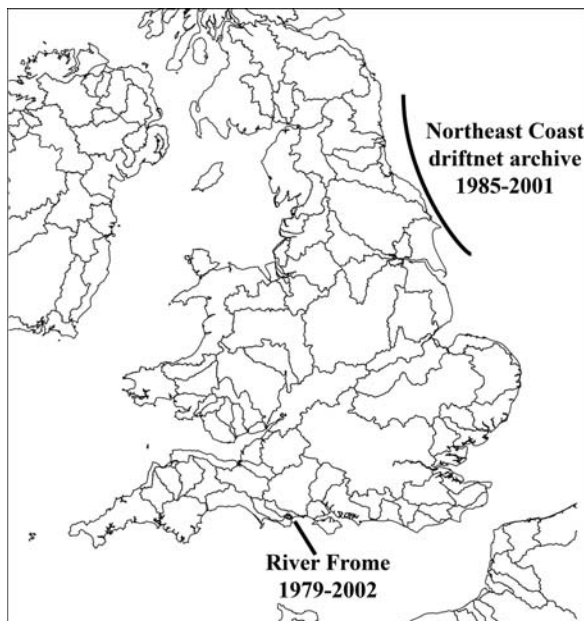 Northeast Coast
driftnet archive
1985-2001
River Frome
1979-2002